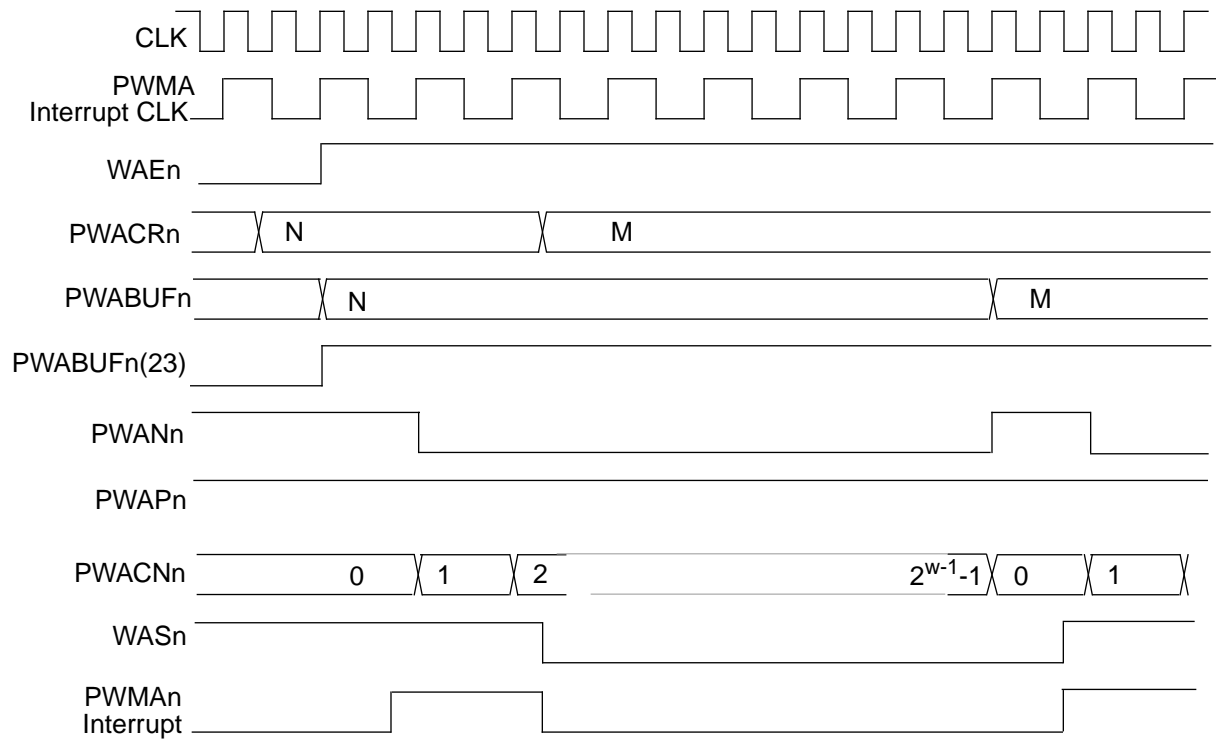 CLK
PWMA
Interrupt CLK
WAEn
PWACRn N M
PWABUFn N M
PWABUFn(23)
PWANn
PWAPn
PWACNn 0 1 2 2^w-1-1 0 1
WASn
PWMAn
Interrupt